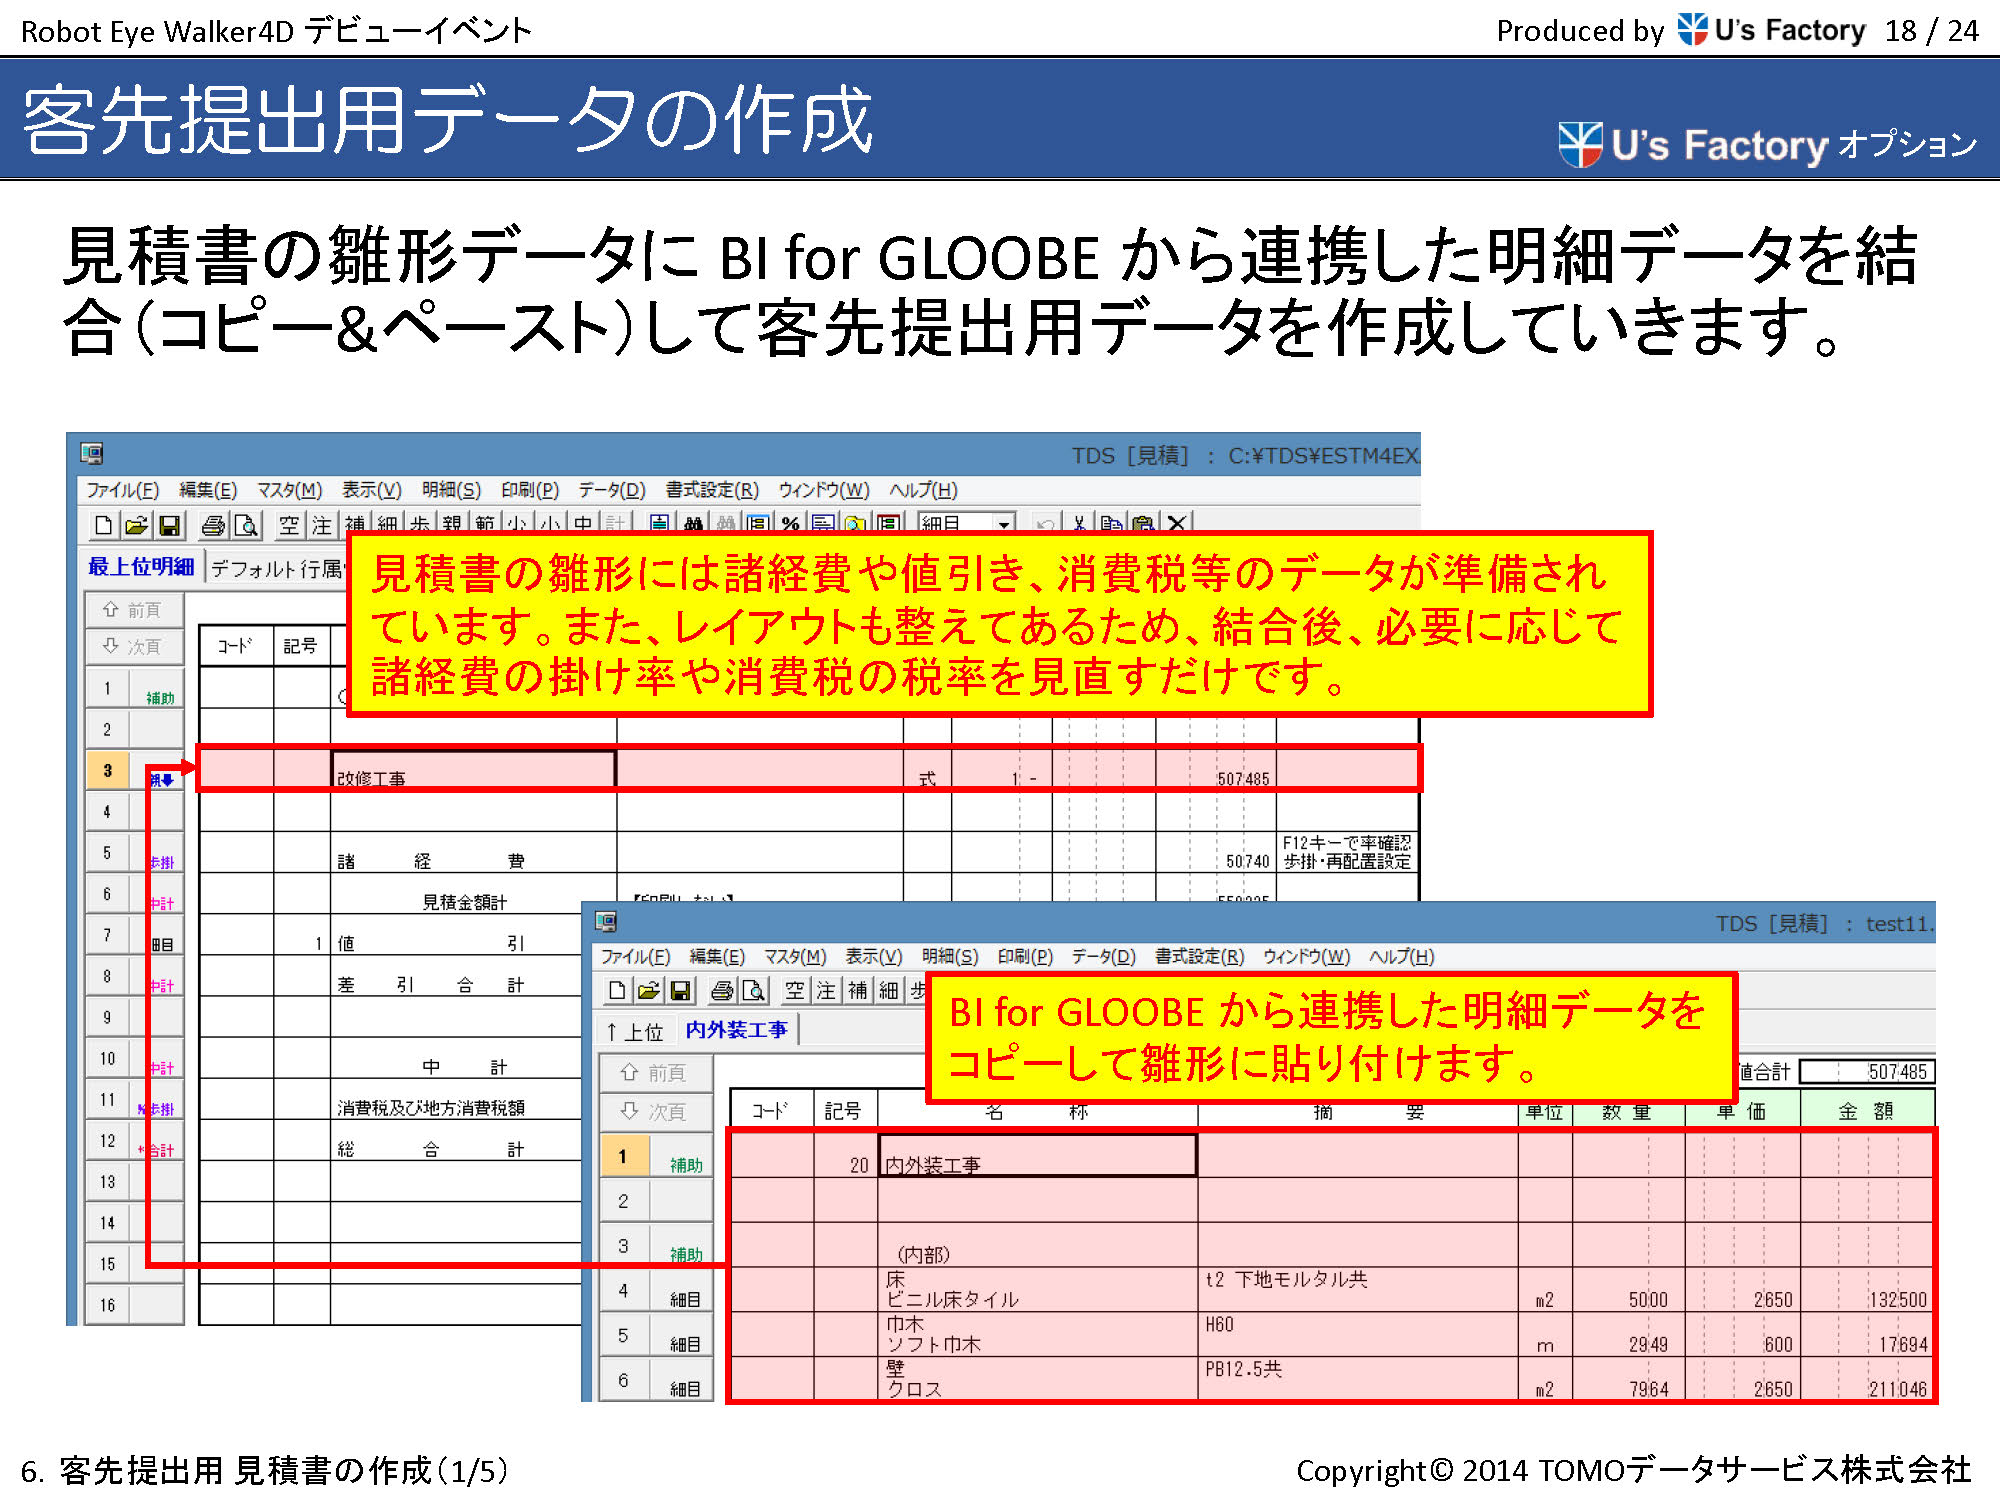 Robot Eye Walker4D デビューイベント
Produced by U's Factory 18 / 24
客先提出用データの作成
U's Factory オプション
見積書の雛形データに BI for GLOOBE から連携した明細データを結
合（コピー&ペースト）して客先提出用データを作成していきます。
TDS [見積] : C:¥TDS¥ESTM4EX
ファイル(F) 編集(E) マスタ(M) 表示(V) 明細(S) 印刷(P) データ(D) 書式設定(R) ウィンドウ(W) ヘルプ(H)
空 注 補 細 歩 親 範 小 小 中 計 % 細目
最上位明細 デフォルト行属
見積書の雛形には諸経費や値引き、消費税等のデータが準備され
ています。また、レイアウトも整えてあるため、結合後、必要に応じて
諸経費の掛け率や消費税の税率を見直すだけです。
前頁
次頁 コード 記号
1 補助
2
3 親 改修工事 式 1 - 507485
4
5 歩掛 諸 経 費 50740 F12キーで率確認
歩掛・再配置設定
6 中計 見積金額計
7 細目 1 値 引
8 中計 差 引 合 計
9
10 中計 中 計
11 %歩掛 消費税及び地方消費税額
12 *合計 総 合 計
13
14
15
16
TDS [見積] : test11.
ファイル(F) 編集(E) マスタ(M) 表示(V) 明細(S) 印刷(P) データ(D) 書式設定(R) ウィンドウ(W) ヘルプ(H)
空 注 補 細 歩
↑上位 内外装工事
BI for GLOOBE から連携した明細データを
コピーして雛形に貼り付けます。
前頁 値合計 507485
次頁 コード 記号 名 称 摘 要 単位 数 量 単 価 金 額
1 補助 20 内外装工事
2
3 補助 （内部）
4 細目 床 t2 下地モルタル共
ビニル床タイル m2 5000 2650 132500
5 細目 巾木 H60
ソフト巾木 m 2949 600 17694
6 細目 壁 PB12.5共
クロス m2 7964 2650 211046
6. 客先提出用 見積書の作成（1/5）
Copyright© 2014 TOMOデータサービス株式会社